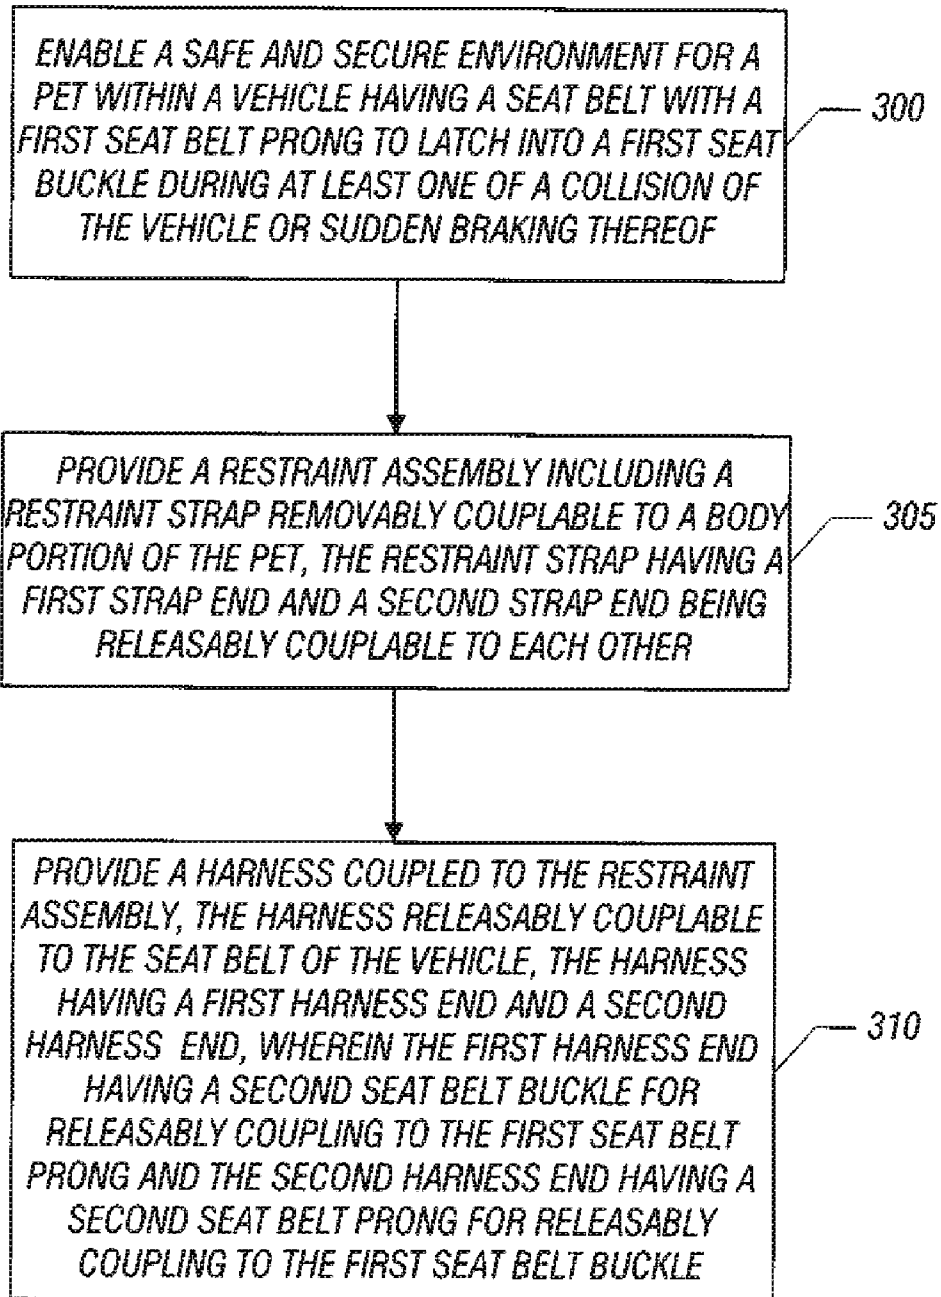 ENABLE A SAFE AND SECURE ENVIRONMENT FOR A
PET WITHIN A VEHICLE HAVING A SEAT BELT WITH A
FIRST SEAT BELT PRONG TO LATCH INTO A FIRST SEAT
BUCKLE DURING AT LEAST ONE OF A COLLISION OF
THE VEHICLE OR SUDDEN BRAKING THEREOF
300
PROVIDE A RESTRAINT ASSEMBLY INCLUDING A
RESTRAINT STRAP REMOVABLY COUPLABLE TO A BODY
PORTION OF THE PET, THE RESTRAINT STRAP HAVING A
FIRST STRAP END AND A SECOND STRAP END BEING
RELEASABLY COUPLABLE TO EACH OTHER
305
PROVIDE A HARNESS COUPLED TO THE RESTRAINT
ASSEMBLY, THE HARNESS RELEASABLY COUPLABLE
TO THE SEAT BELT OF THE VEHICLE, THE HARNESS
HAVING A FIRST HARNESS END AND A SECOND
HARNESS END, WHEREIN THE FIRST HARNESS END
HAVING A SECOND SEAT BELT BUCKLE FOR
RELEASABLY COUPLING TO THE FIRST SEAT BELT
PRONG AND THE SECOND HARNESS END HAVING A
SECOND SEAT BELT PRONG FOR RELEASABLY
COUPLING TO THE FIRST SEAT BELT BUCKLE
310